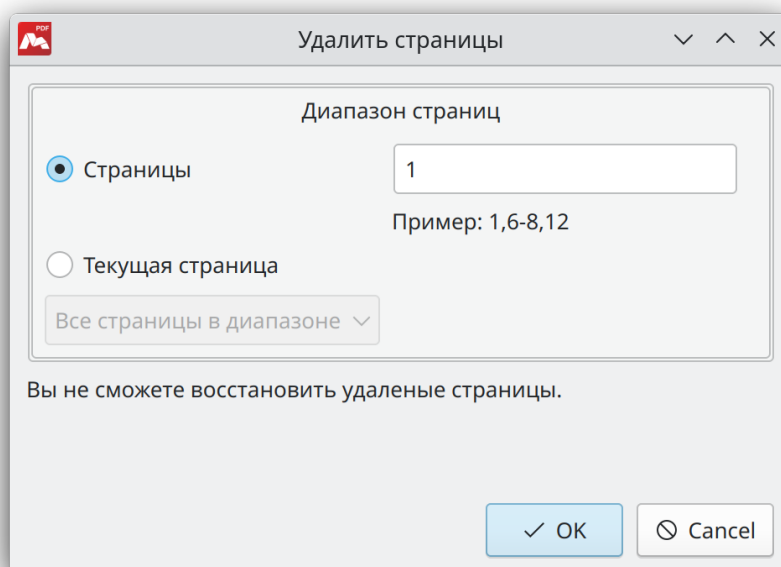 PDF
Удалить страницы
Диапазон страниц
Страницы
1
Пример: 1,6-8,12
Текущая страница
Все страницы в диапазоне
Вы не сможете восстановить удаленые страницы.
OK
Cancel